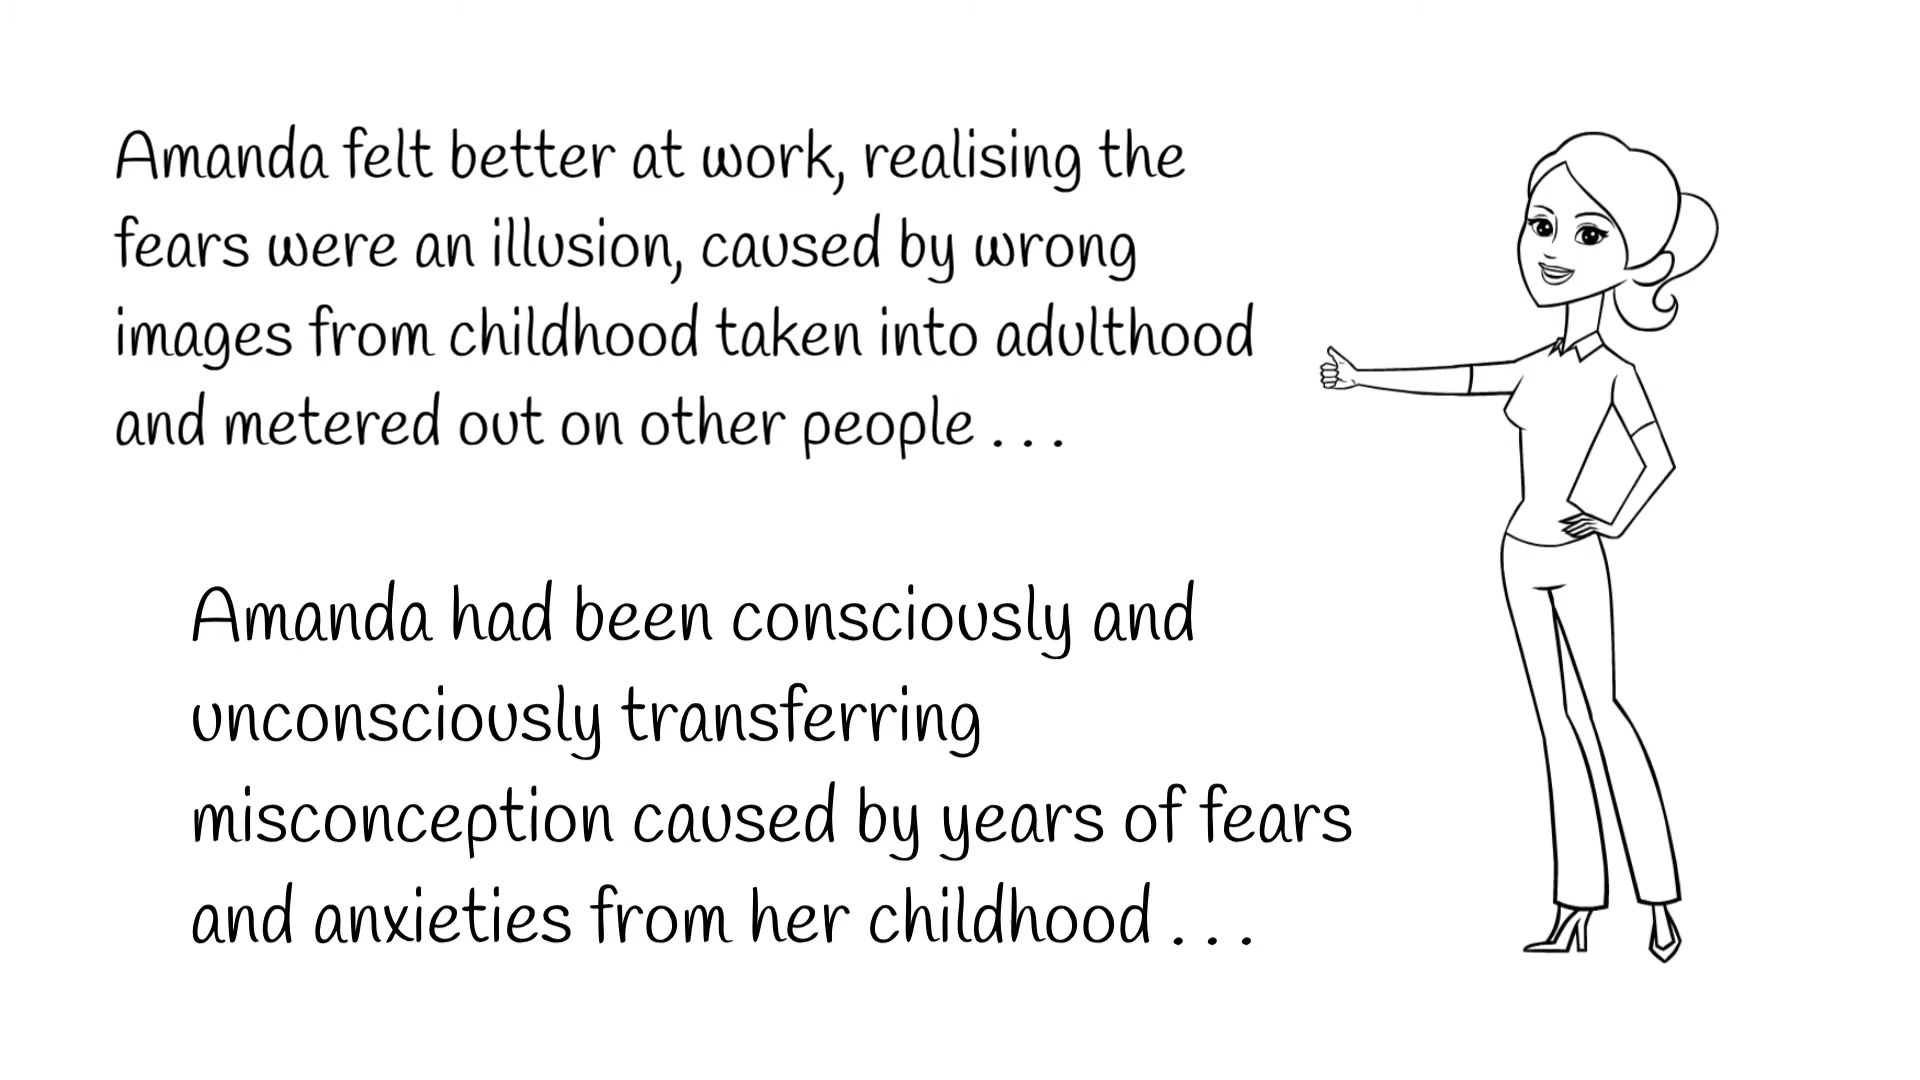 Amanda felt better at work, realising the
fears were an illusion, caused by wrong
images from childhood taken into adulthood
and metered out on other people . . .
Amanda had been consciously and
unconsciously transferring
misconception caused by years of fears
and anxieties from her childhood . . .